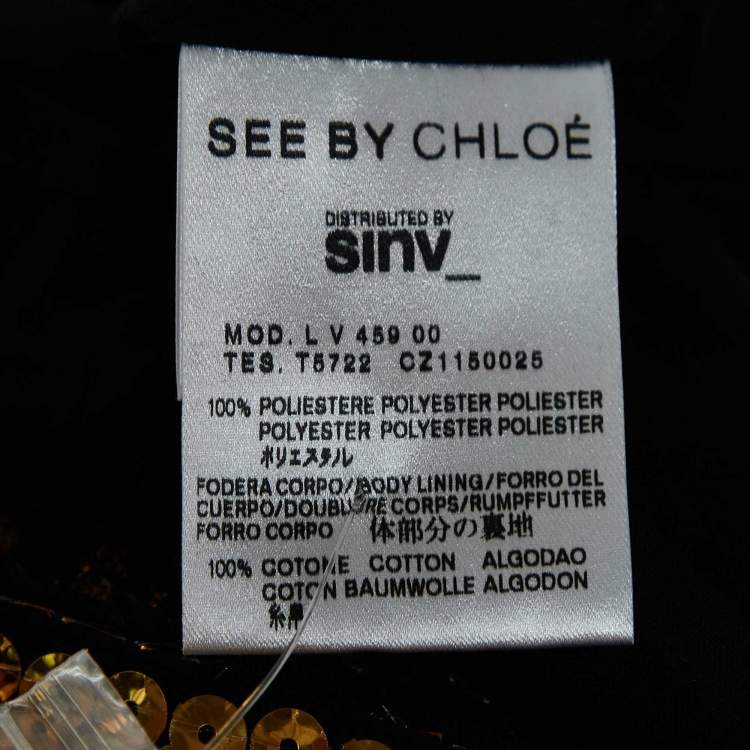 SEE BY CHLOÉ
DISTRIBUTED BY
sinv_
MOD. L V 459 00
TES. T5722 CZ1150025
100% POLIESTERE POLYESTER POLIESTER
POLYESTER POLYESTER POLIESTER
ポリエステル
FODERA CORPO/BODY LINING/FORRO DEL
CUERPO/DOUBLURE CORPS/RUMPFFUTTER
FORRO CORPO 体部分の裏地
100% COTONE COTTON ALGODAO
COTON BAUMWOLLE ALGODON